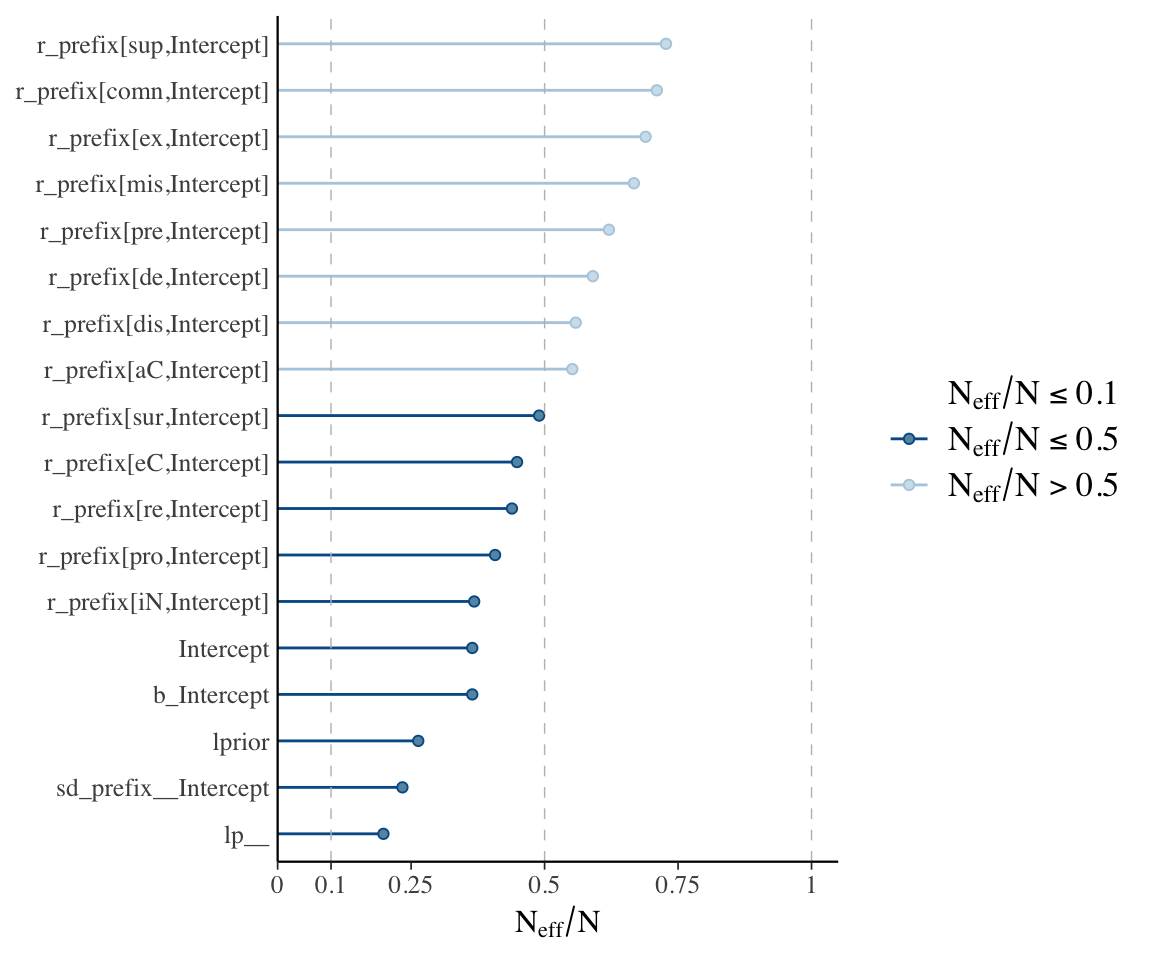 r_prefix[sup,Intercept]
r_prefix[comn,Intercept]
r_prefix[ex,Intercept]
r_prefix[mis,Intercept]
r_prefix[pre,Intercept]
r_prefix[de,Intercept]
r_prefix[dis,Intercept]
r_prefix[aC,Intercept]
r_prefix[sur,Intercept]
r_prefix[eC,Intercept]
r_prefix[re,Intercept]
r_prefix[pro,Intercept]
r_prefix[iN,Intercept]
Intercept
b_Intercept
lprior
sd_prefix__Intercept
lp__
0 0.1 0.25 0.5 0.75 1
Neff/N
Neff/N ≤ 0.1
Neff/N ≤ 0.5
Neff/N > 0.5